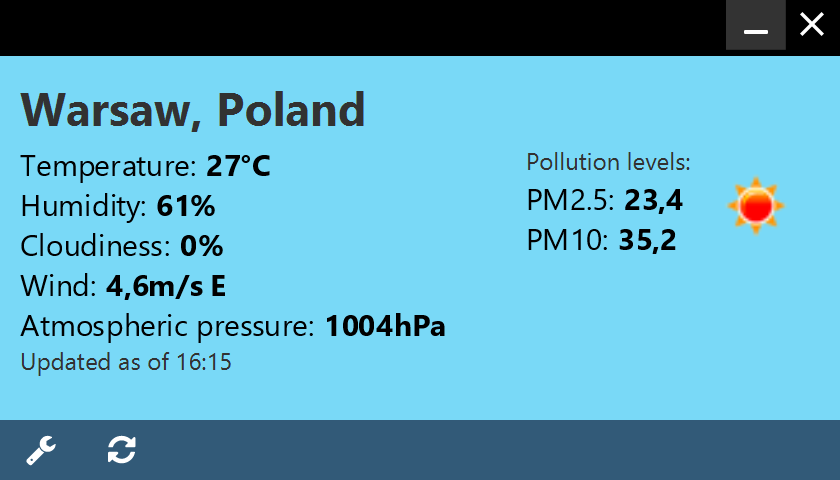 Warsaw, Poland
Temperature: 27°C
Humidity: 61%
Cloudiness: 0%
Wind: 4,6m/s E
Atmospheric pressure: 1004hPa
Updated as of 16:15
Pollution levels:
PM2.5: 23,4
PM10: 35,2